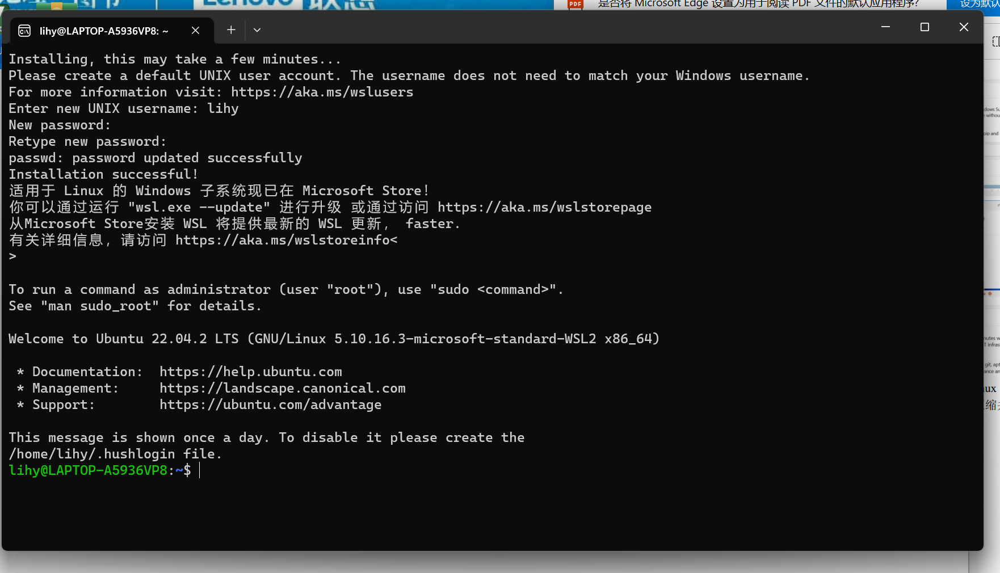 Lenovo 联想
PDF 是否将 Microsoft Edge 设置为用于阅读 PDF 文件的默认应用程序?
设为默认
lihy@LAPTOP-A5936VP8: ~
Installing, this may take a few minutes...
Please create a default UNIX user account. The username does not need to match your Windows username.
For more information visit: https://aka.ms/wslusers
Enter new UNIX username: lihy
New password:
Retype new password:
passwd: password updated successfully
Installation successful!
适用于 Linux 的 Windows 子系统现已在 Microsoft Store!
你可以通过运行 "wsl.exe --update" 进行升级 或通过访问 https://aka.ms/wslstorepage
从Microsoft Store安装 WSL 将提供最新的 WSL 更新， faster.
有关详细信息，请访问 https://aka.ms/wslstoreinfo<
>
To run a command as administrator (user "root"), use "sudo <command>".
See "man sudo_root" for details.
Welcome to Ubuntu 22.04.2 LTS (GNU/Linux 5.10.16.3-microsoft-standard-WSL2 x86_64)
* Documentation: https://help.ubuntu.com
* Management: https://landscape.canonical.com
* Support: https://ubuntu.com/advantage
This message is shown once a day. To disable it please create the
/home/lihy/.hushlogin file.
lihy@LAPTOP-A5936VP8:~$